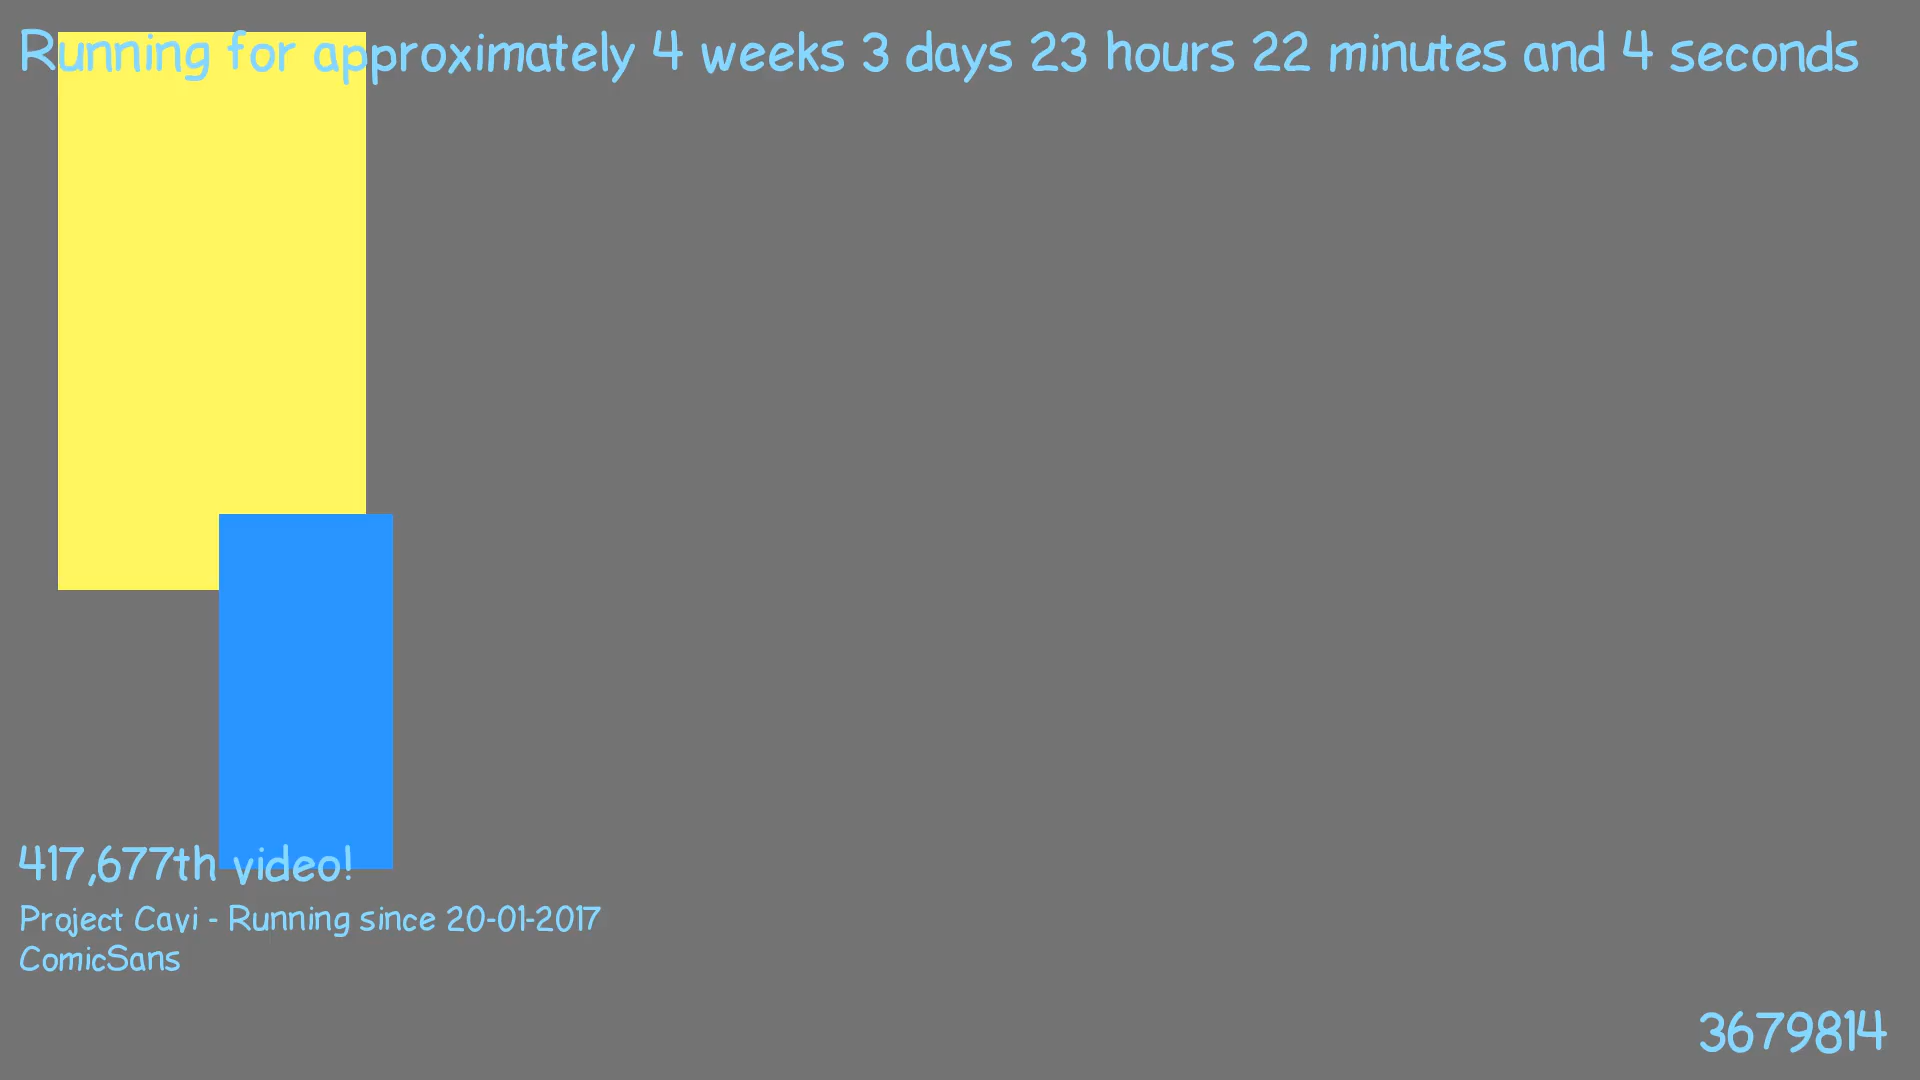 Running for approximately 4 weeks 3 days 23 hours 22 minutes and 4 seconds
417,677th video!
Project Cavi - Running since 20-01-2017
ComicSans
3679814